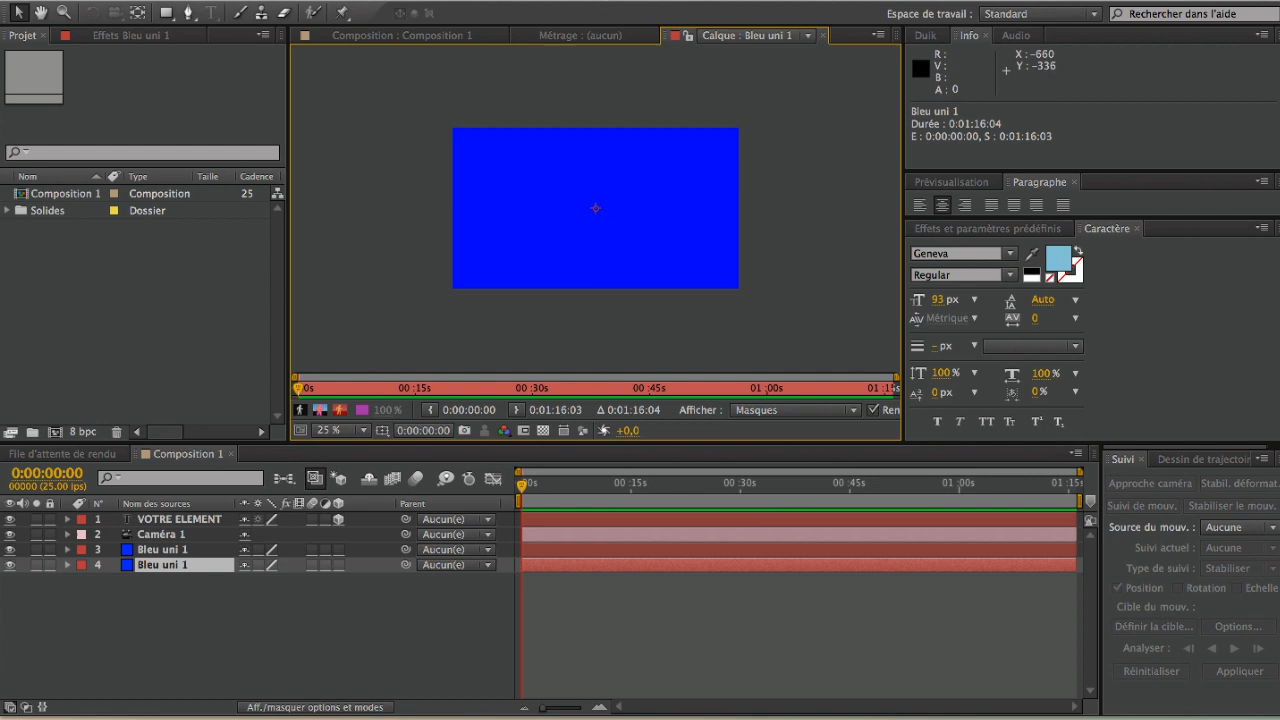 Espace de travail : Standard
Rechercher dans l'aide
Projet
Effets Bleu uni 1
Composition : Composition 1
Métrage : (aucun)
Calque : Bleu uni 1
Duik
Info
Audio
R :
V :
B :
A : 0
X : -660
Y : -336
Bleu uni 1
Durée : 0:01:16:04
E : 0:00:00:00, S : 0:01:16:03
Nom
Type
Taille
Cadence
Composition 1
Composition
25
Solides
Dossier
Prévisualisation
Paragraphe
Effets et paramètres prédéfinis
Caractère
Geneva
Regular
93 px
Auto
Métrique
0
- px
100 %
100 %
0 px
0 %
00 :15s
00 :30s
00 :45s
01 :00s
100 %
0:00:00:00
0:01:16:03
Δ 0:01:16:04
Afficher :
Masques
Ren
8 bpc
25 %
0:00:00:00
+0,0
File d'attente de rendu
Composition 1
0:00:00:00
00000 (25.00 ips)
00s
00:15s
00:30s
00:45s
01:00s
01:15s
N°
Nom des sources
fx
Parent
1 VOTRE ELEMENT Aucun(e)
2 Caméra 1 Aucun(e)
3 Bleu uni 1 Aucun(e)
4 Bleu uni 1 Aucun(e)
Aff./masquer options et modes
Suivi
Dessin de trajectoir
Approche caméra
Stabil. déformat.
Suivi de mouv.
Stabiliser le mouv.
Source du mouv. :
Aucune
Suivi actuel :
Aucune
Type de suivi :
Stabiliser
Position
Rotation
Echelle
Cible du mouv. :
Définir la cible...
Options...
Analyser :
Réinitialiser
Appliquer